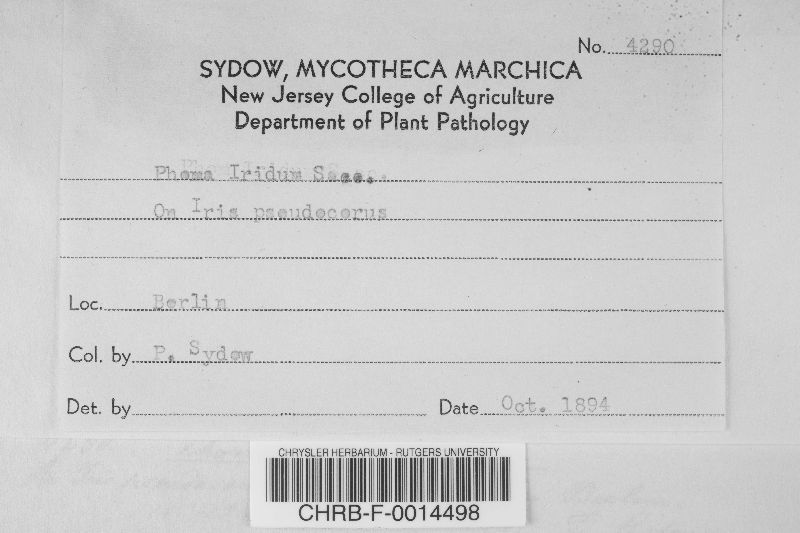 No. 4290
SYDOW, MYCOTHECA MARCHICA
New Jersey College of Agriculture
Department of Plant Pathology
Phoma Iridum Sacc.
On Iris pseudocorus
Loc. Berlin
Col. by P. Sydow
Det. by
Date Oct. 1894
CHRYSLER HERBARIUM - RUTGERS UNIVERSITY
CHRB-F-0014498